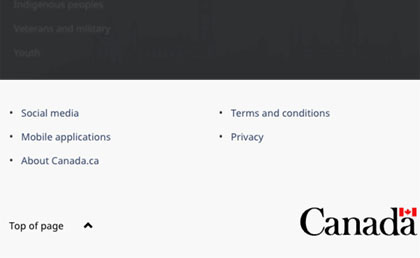 Indigenous peoples
Veterans and military
Youth
• Social media
• Mobile applications
• About Canada.ca
• Terms and conditions
• Privacy
Top of page
Canada